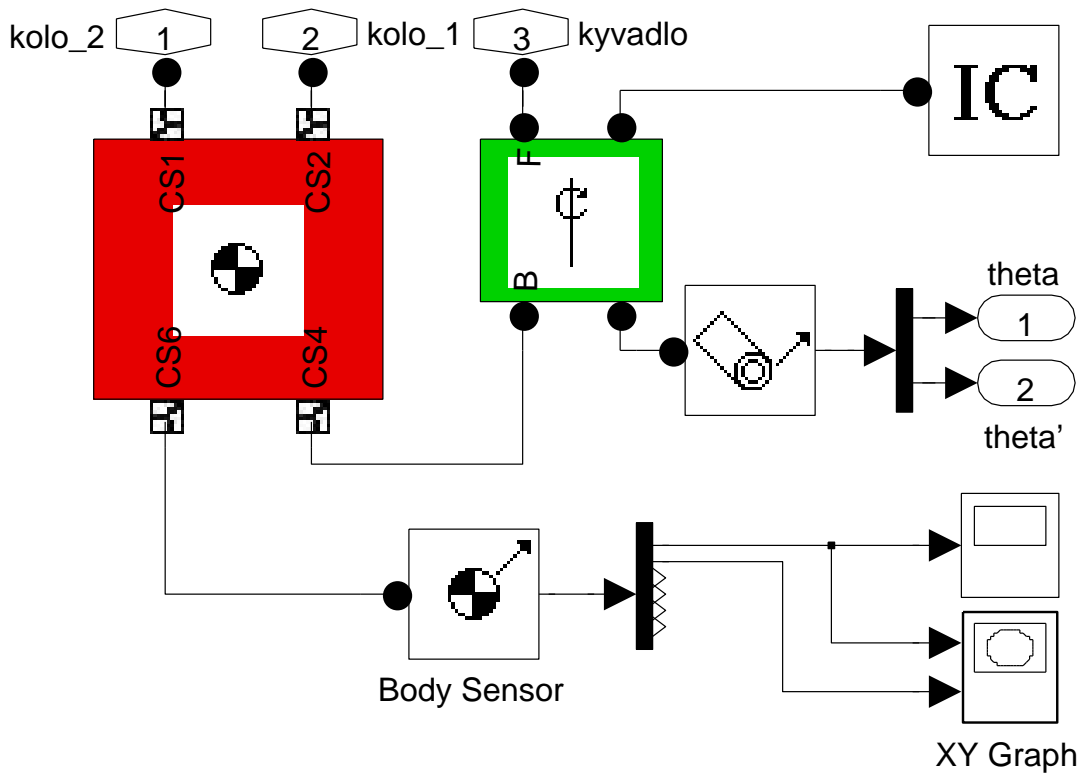 kolo_2
1
2
kolo_1
3
kyvadlo
IC
CS1
CS2
F
B
CS6
CS4
theta
1
2
theta’
Body Sensor
XY Graph